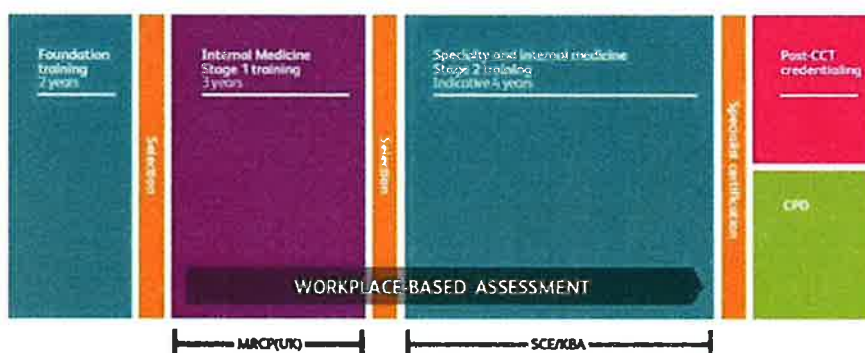 Foundation
training
2 years
Selection
Internal Medicine
Stage 1 training
3 years
Selection
Specialty and internal medicine
Stage 2 training
Indicative 4 years
Specialist certification
Post-CCT
credentialing
CPD
WORKPLACE-BASED ASSESSMENT
MRCP(UK)
SCE/KBA